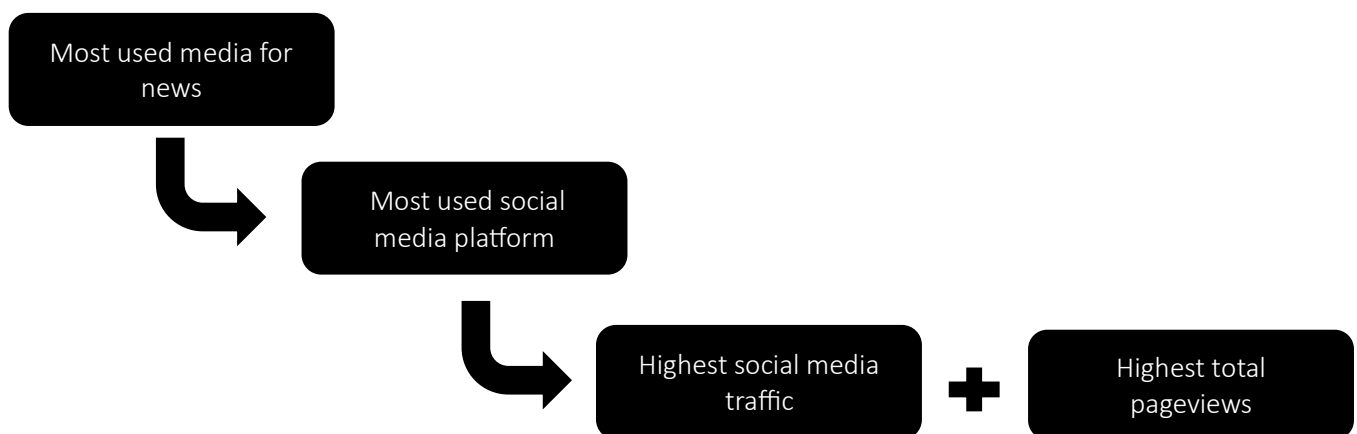 Most used media for
news
Most used social
media platform
Highest social media
traffic
Highest total
pageviews